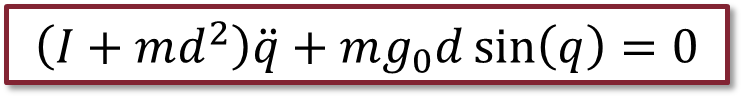 (I + md²)q̈ + mg₀d sin(q) = 0